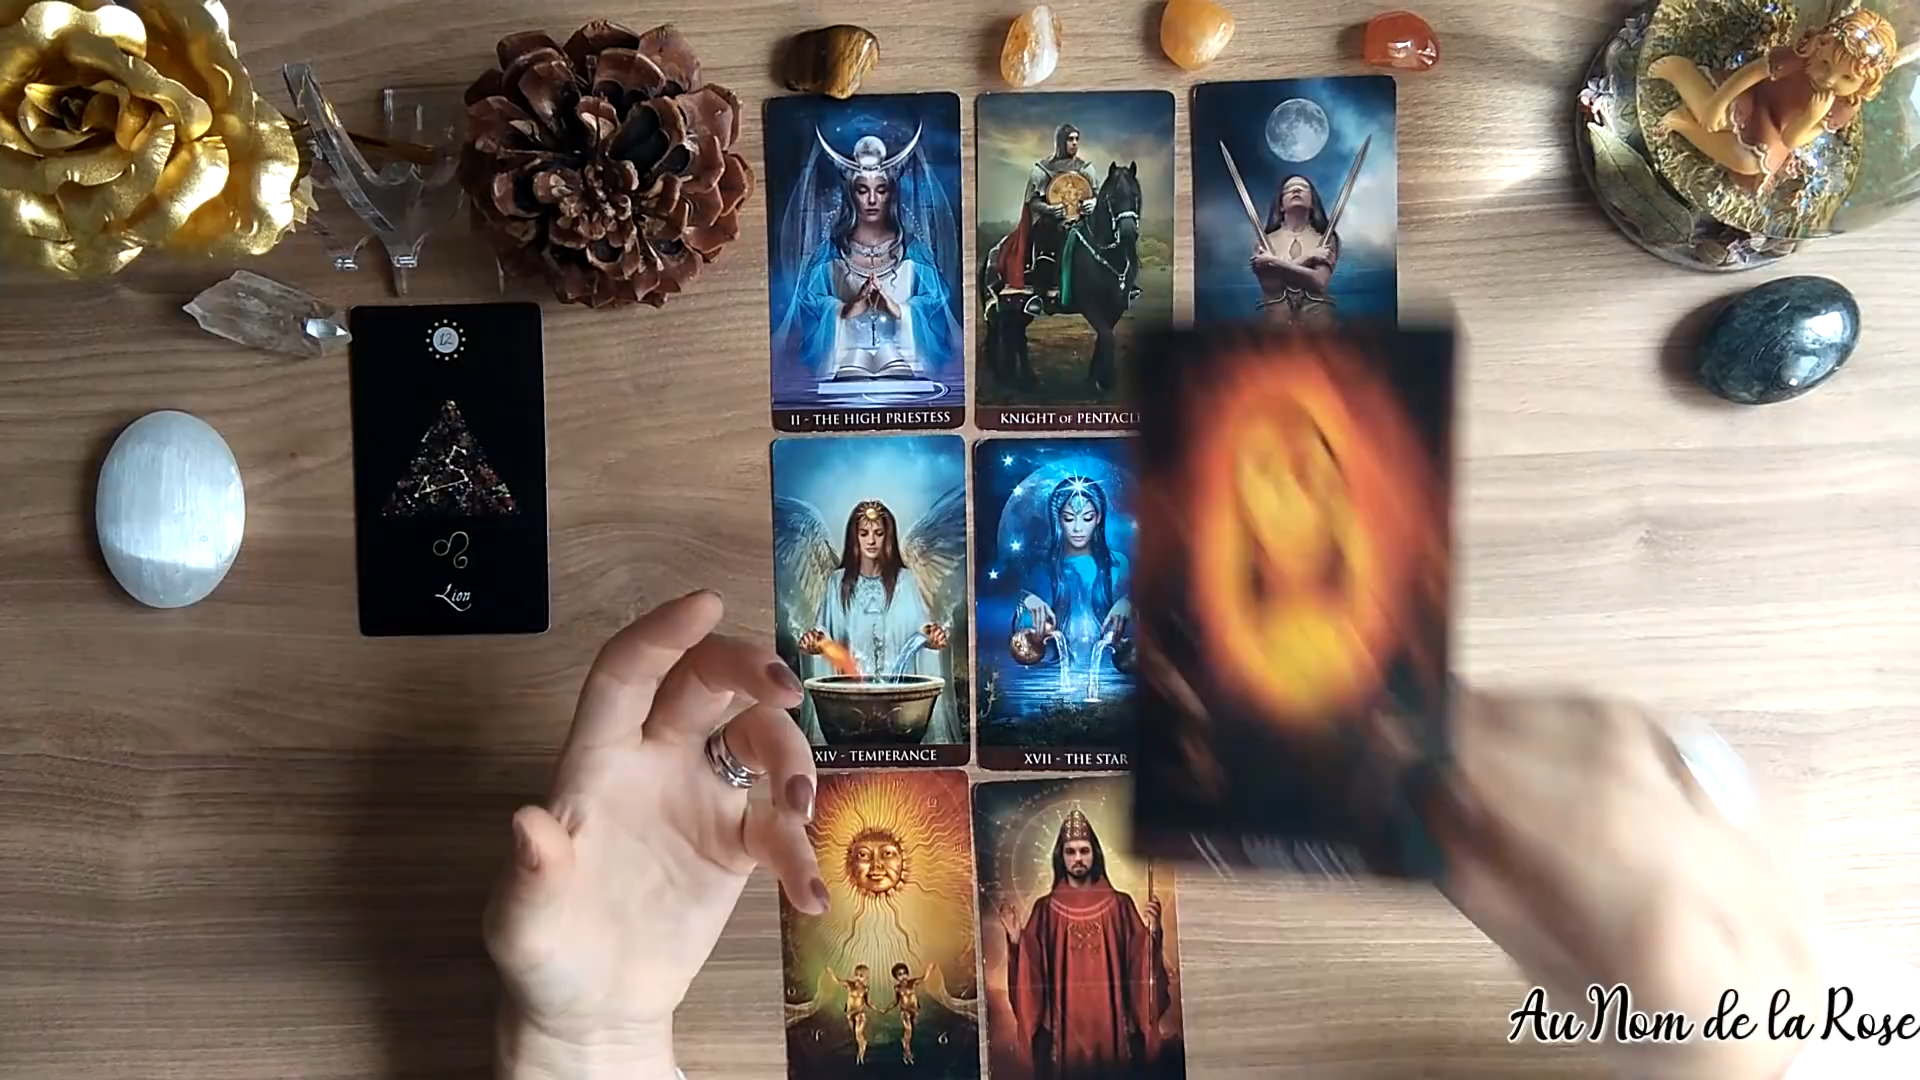 12
Lion
II - THE HIGH PRIESTESS
KNIGHT OF PENTACL
XIV - TEMPERANCE
XVII - THE STAR
Au Nom de la Rose